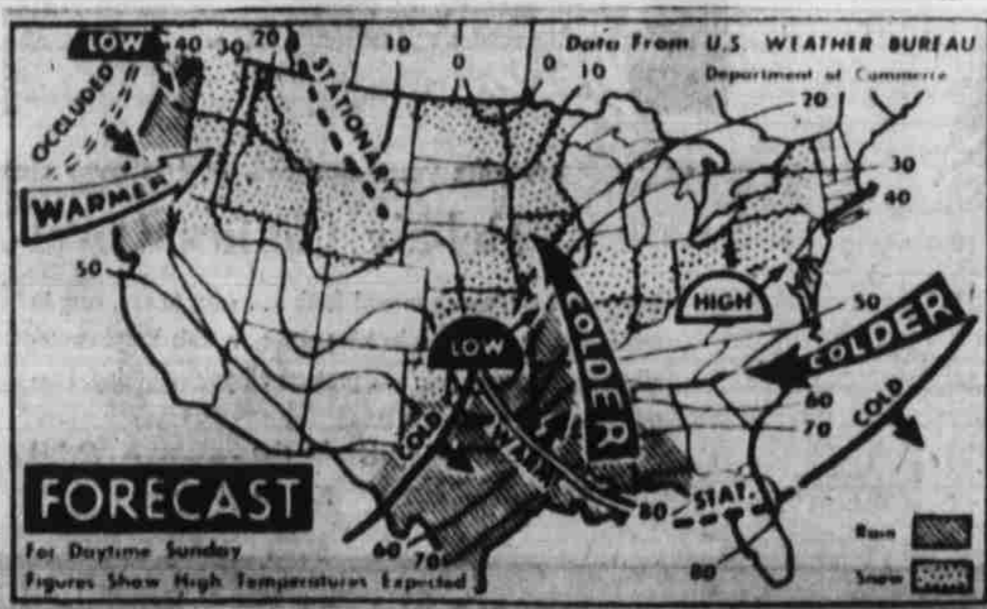 LOW
40 30 20
10
0
0
10
Data From U.S. WEATHER BUREAU
Department of Commerce
OCCLUDED
STATIONARY
20
30
40
WARMER
50
HIGH
50
LOW
COLDER
COLDER
COLD
WARM
COLD
60
70
FORECAST
80
STAT.
For Daytime Sunday
Figures Show High Temperatures Expected
60
70
80
Rain
Snow